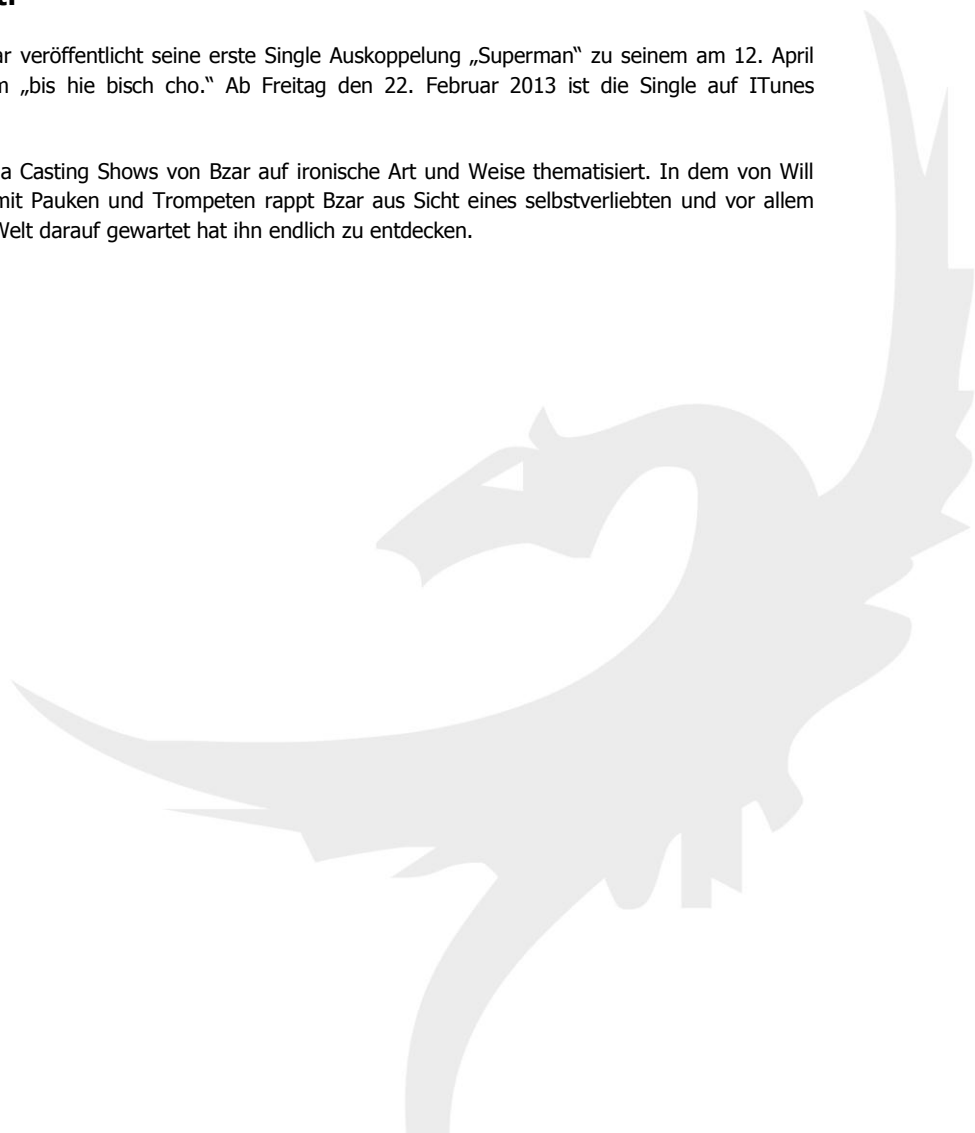 ar veröffentlicht seine erste Single Auskoppelung „Superman“ zu seinem am 12. April
„bis hie bisch cho.“ Ab Freitag den 22. Februar 2013 ist die Single auf ITunes
a Casting Shows von Bzar auf ironische Art und Weise thematisiert. In dem von Will
mit Pauken und Trompeten rappt Bzar aus Sicht eines selbstverliebten und vor allem
Welt darauf gewartet hat ihn endlich zu entdecken.